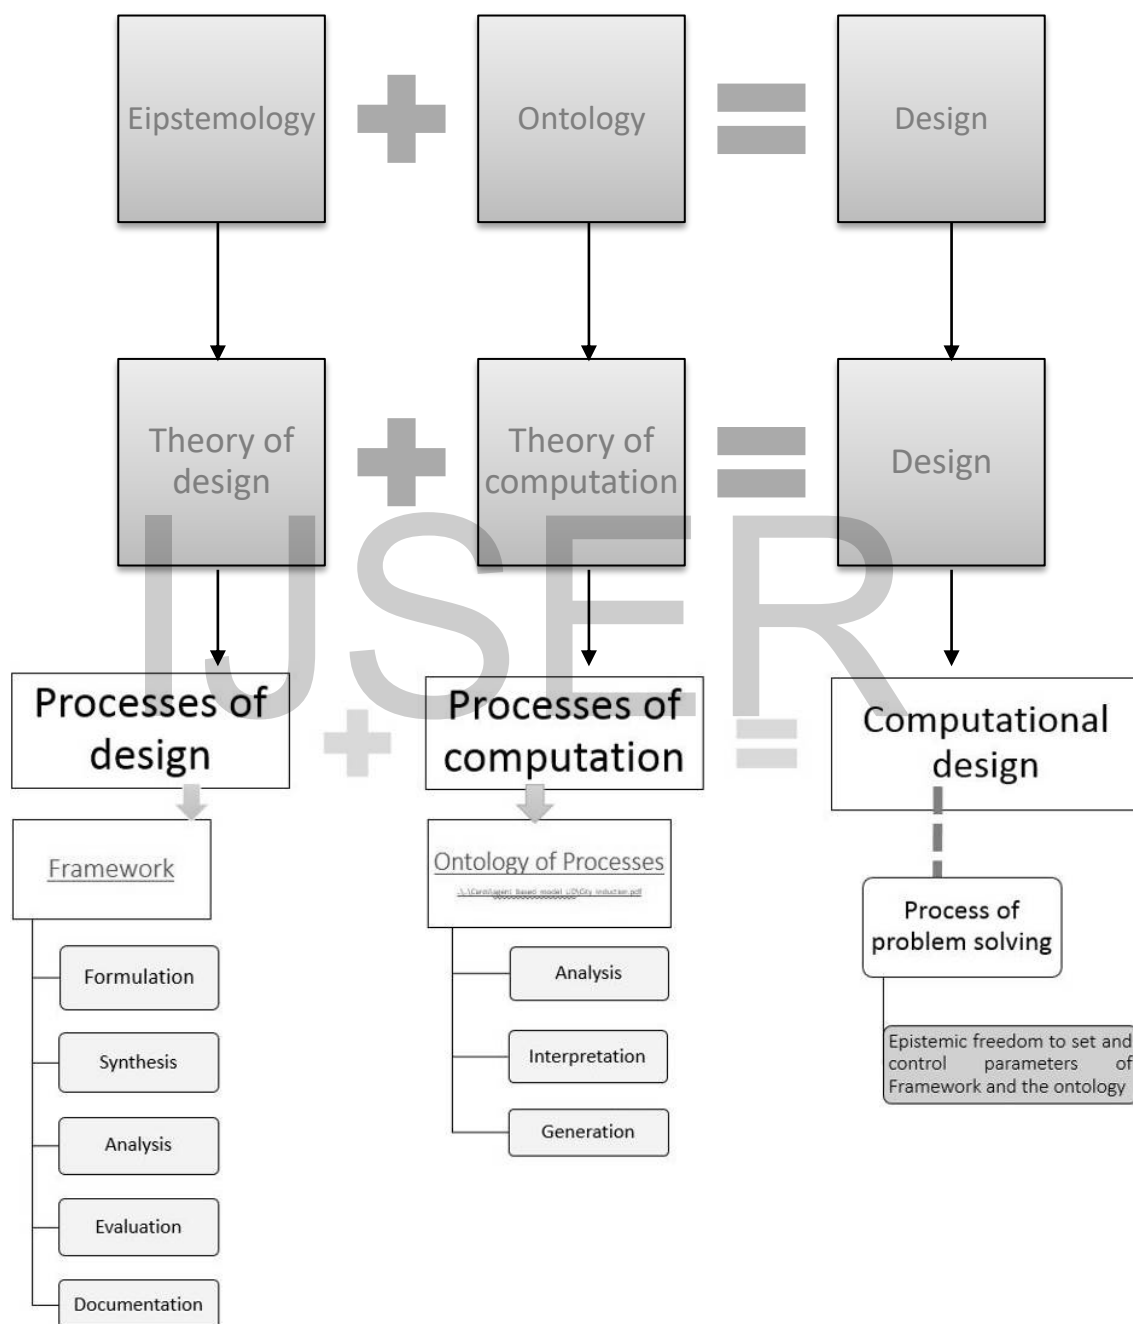 Eipstemology
Ontology
Design
Theory of
design
Theory of
computation
Design
IJSER
Processes of
design
Processes of
computation
Computational
design
Framework
Ontology of Processes
Process of
problem solving
Formulation
Synthesis
Analysis
Evaluation
Documentation
Analysis
Interpretation
Generation
Epistemic freedom to set and
control parameters of
Framework and the ontology